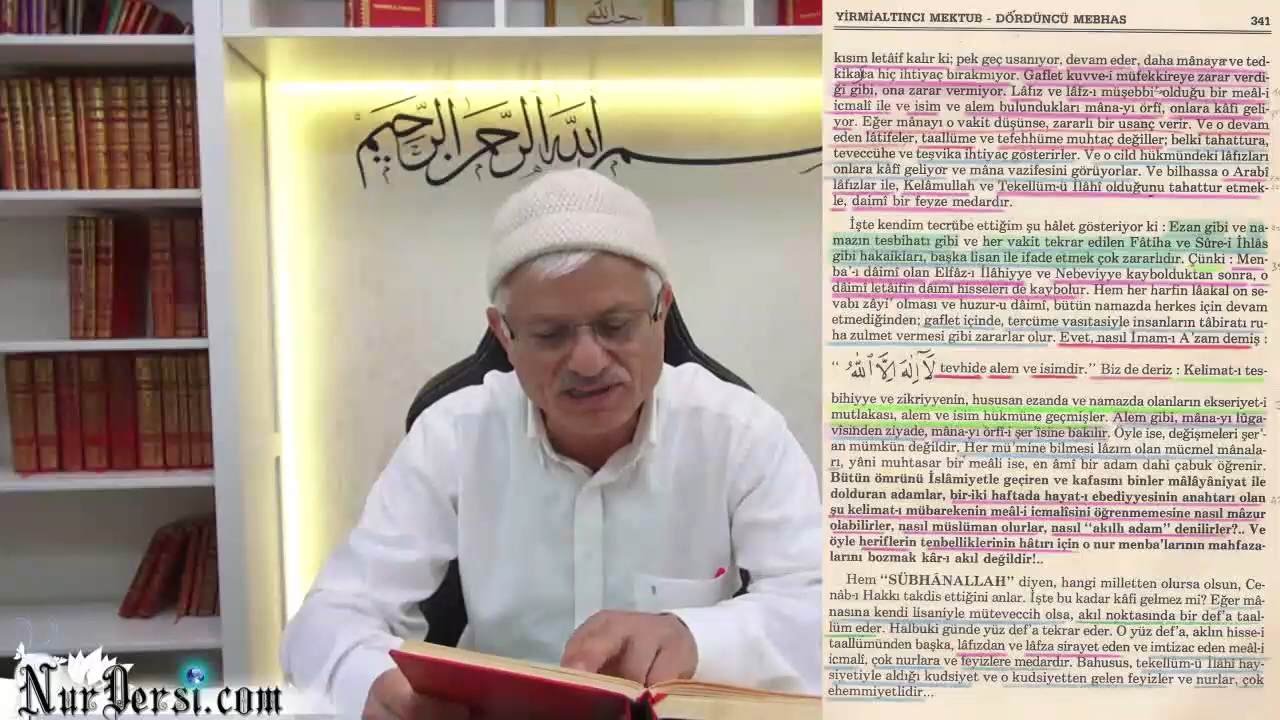 بسم الله الرحمن الرحيم
YİRMİALTINCI MEKTUB - DÖRDÜNCÜ MEBHAS 341
kısım letâif kalır ki; pek geç usanıyor, devam eder, daha mânaya ve ted-
kikata hiç ihtiyaç bırakmıyor. Gaflet kuvve-i müfekkireye zarar verdi-
ği gibi, ona zarar vermiyor. Lâfız ve lâfz-ı müşebbi' olduğu bir meâl-i
icmalî ile ve isim ve alem bulundukları mâna-yı örfî, onlara kâfi geli-
yor. Eğer mânayı o vakit düşünse, zararlı bir usanç verir. Ve o devam
eden lâtifeler, taallüme ve tefehhüme muhtaç değiller; belki tahattura,
teveccühe ve teşvika ihtiyaç gösterirler. Ve o cild hükmündeki lâfızları
onlara kâfi geliyor ve mâna vazifesini görüyorlar. Ve bilhassa o Arabî
lâfızlar ile, Kelâmullah ve Tekellüm-ü İlâhî olduğunu tahattur etmek-
le, daimî bir feyze medardır.
İşte kendim tecrübe ettiğim şu hâlet gösteriyor ki : Ezan gibi ve na-
mazın tesbihatı gibi ve her vakit tekrar edilen Fâtiha ve Sûre-i İhlâs
gibi hakaikları, başka lisan ile ifade etmek çok zararlıdır. Çünki : Men-
ba'-ı dâimî olan Elfâz-ı İlâhiyye ve Nebeviyye kaybolduktan sonra, o
dâimî letâifin dâimî hisseleri de kaybolur. Hem her harfin lâakal on se-
vabı zâyi' olması ve huzur-u dâimî, bütün namazda herkes için devam
etmediğinden; gaflet içinde, tercüme vasıtasiyle insanların tâbiratı ru-
ha zulmet vermesi gibi zararlar olur. Evet, nasıl İmam-ı A'zam demiş :
“ لَآ اِلٰهَ اِلَّا اللّٰهُ tevhide alem ve isimdir.” Biz de deriz : Kelimat-ı tes-
bihiyye ve zikriyyenin, hususan ezanda ve namazda olanların ekseriyet-i
mutlakası, alem ve isim hükmüne geçmişler. Alem gibi, mâna-yı lûga-
visinden ziyade, mâna-yı örfî-i şer'îsine bakılır. Öyle ise, değişmeleri şer'-
an mümkün değildir. Her mü'mine bilmesi lâzım olan mücmel mânala-
rı, yâni muhtasar bir meâli ise, en âmî bir adam dahi çabuk öğrenir.
Bütün ömrünü İslâmiyetle geçiren ve kafasını binler mâlâyâniyat ile
dolduran adamlar, bir-iki haftada hayat-ı ebediyyesinin anahtarı olan
şu kelimat-ı mübarekenin meâl-i icmalîsini öğrenmemesine nasıl mâzur
olabilirler, nasıl müslüman olurlar, nasıl “akıllı adam” denilirler?.. Ve
öyle heriflerin tenbelliklerinin hâtırı için o nur menba'larının mahfaza-
larını bozmak kâr-ı akıl değildir!..
Hem “SÜBHÂNALLAH” diyen, hangi milletten olursa olsun, Ce-
nâb-ı Hakkı takdis ettiğini anlar. İşte bu kadar kâfi gelmez mi? Eğer mâ-
nasına kendi lisaniyle müteveccih olsa, akıl noktasında bir def'a taal-
lüm eder. Halbuki günde yüz def'a tekrar eder. O yüz def'a, aklın hisse-i
taallümünden başka, lâfızdan ve lâfza sirayet eden ve imtizac eden meâl-i
icmalî, çok nurlara ve feyizlere medardır. Bahusus, tekellüm-ü İlâhî hay-
siyetiyle aldığı kudsiyet ve o kudsiyetten gelen feyizler ve nurlar, çok
ehemmiyetlidir...
NurDersi.com